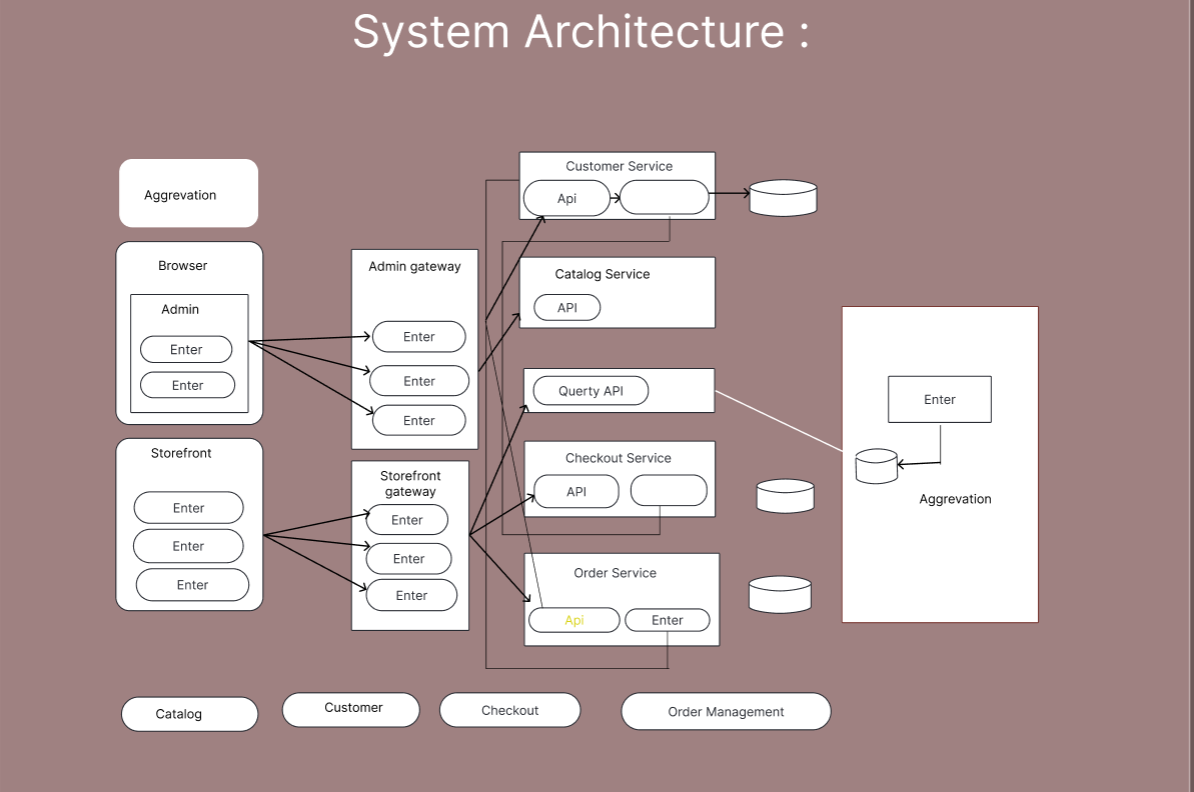 System Architecture :
Aggrevation
Browser
Admin
Enter
Enter
Storefront
Enter
Enter
Enter
Admin gateway
Enter
Enter
Enter
Storefront
gateway
Enter
Enter
Enter
Customer Service
Api
Catalog Service
API
Querty API
Checkout Service
API
Order Service
Api
Enter
Enter
Aggrevation
Catalog
Customer
Checkout
Order Management